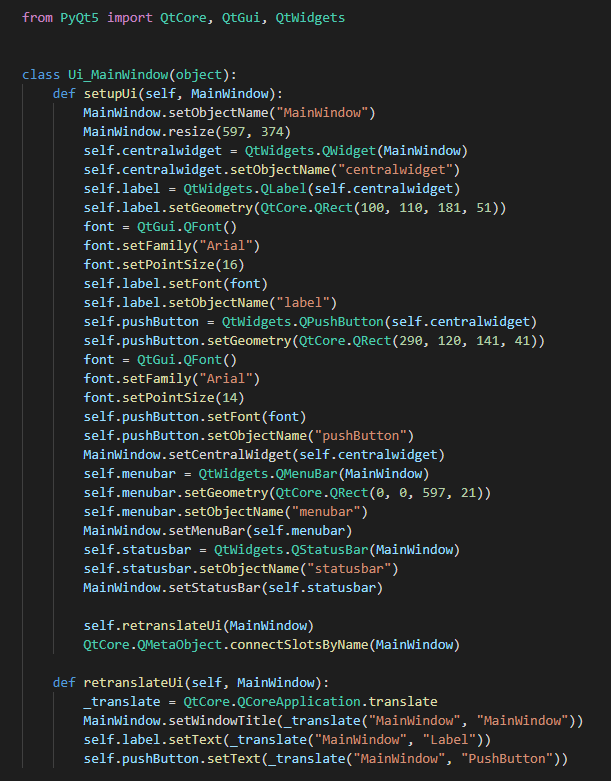 from PyQt5 import QtCore, QtGui, QtWidgets
class Ui_MainWindow(object):
    def setupUi(self, MainWindow):
        MainWindow.setObjectName("MainWindow")
        MainWindow.resize(597, 374)
        self.centralwidget = QtWidgets.QWidget(MainWindow)
        self.centralwidget.setObjectName("centralwidget")
        self.label = QtWidgets.QLabel(self.centralwidget)
        self.label.setGeometry(QtCore.QRect(100, 110, 181, 51))
        font = QtGui.QFont()
        font.setFamily("Arial")
        font.setPointSize(16)
        self.label.setFont(font)
        self.label.setObjectName("label")
        self.pushButton = QtWidgets.QPushButton(self.centralwidget)
        self.pushButton.setGeometry(QtCore.QRect(290, 120, 141, 41))
        font = QtGui.QFont()
        font.setFamily("Arial")
        font.setPointSize(14)
        self.pushButton.setFont(font)
        self.pushButton.setObjectName("pushButton")
        MainWindow.setCentralWidget(self.centralwidget)
        self.menubar = QtWidgets.QMenuBar(MainWindow)
        self.menubar.setGeometry(QtCore.QRect(0, 0, 597, 21))
        self.menubar.setObjectName("menubar")
        MainWindow.setMenuBar(self.menubar)
        self.statusbar = QtWidgets.QStatusBar(MainWindow)
        self.statusbar.setObjectName("statusbar")
        MainWindow.setStatusBar(self.statusbar)
        self.retranslateUi(MainWindow)
        QtCore.QMetaObject.connectSlotsByName(MainWindow)
    def retranslateUi(self, MainWindow):
        _translate = QtCore.QCoreApplication.translate
        MainWindow.setWindowTitle(_translate("MainWindow", "MainWindow"))
        self.label.setText(_translate("MainWindow", "Label"))
        self.pushButton.setText(_translate("MainWindow", "PushButton"))